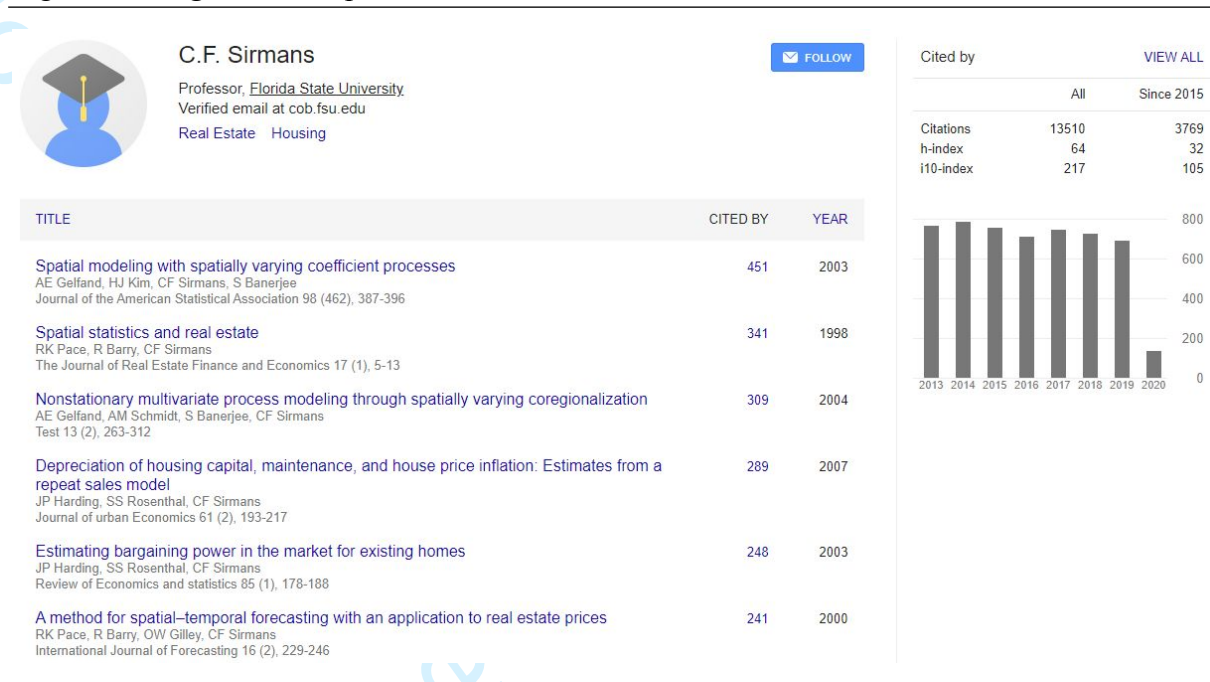 C.F. Sirmans
FOLLOW
Professor, Florida State University
Verified email at cob.fsu.edu
Real Estate Housing
TITLE CITED BY YEAR
Spatial modeling with spatially varying coefficient processes 451 2003
AE Gelfand, HJ Kim, CF Sirmans, S Banerjee
Journal of the American Statistical Association 98 (462), 387-396
Spatial statistics and real estate 341 1998
RK Pace, R Barry, CF Sirmans
The Journal of Real Estate Finance and Economics 17 (1), 5-13
Nonstationary multivariate process modeling through spatially varying coregionalization 309 2004
AE Gelfand, AM Schmidt, S Banerjee, CF Sirmans
Test 13 (2), 263-312
Depreciation of housing capital, maintenance, and house price inflation: Estimates from a 289 2007
repeat sales model
JP Harding, SS Rosenthal, CF Sirmans
Journal of urban Economics 61 (2), 193-217
Estimating bargaining power in the market for existing homes 248 2003
JP Harding, SS Rosenthal, CF Sirmans
Review of Economics and statistics 85 (1), 178-188
A method for spatial–temporal forecasting with an application to real estate prices 241 2000
RK Pace, R Barry, OW Gilley, CF Sirmans
International Journal of Forecasting 16 (2), 229-246
Cited by VIEW ALL
All Since 2015
Citations 13510 3769
h-index 64 32
i10-index 217 105
800
600
400
200
0
2013 2014 2015 2016 2017 2018 2019 2020